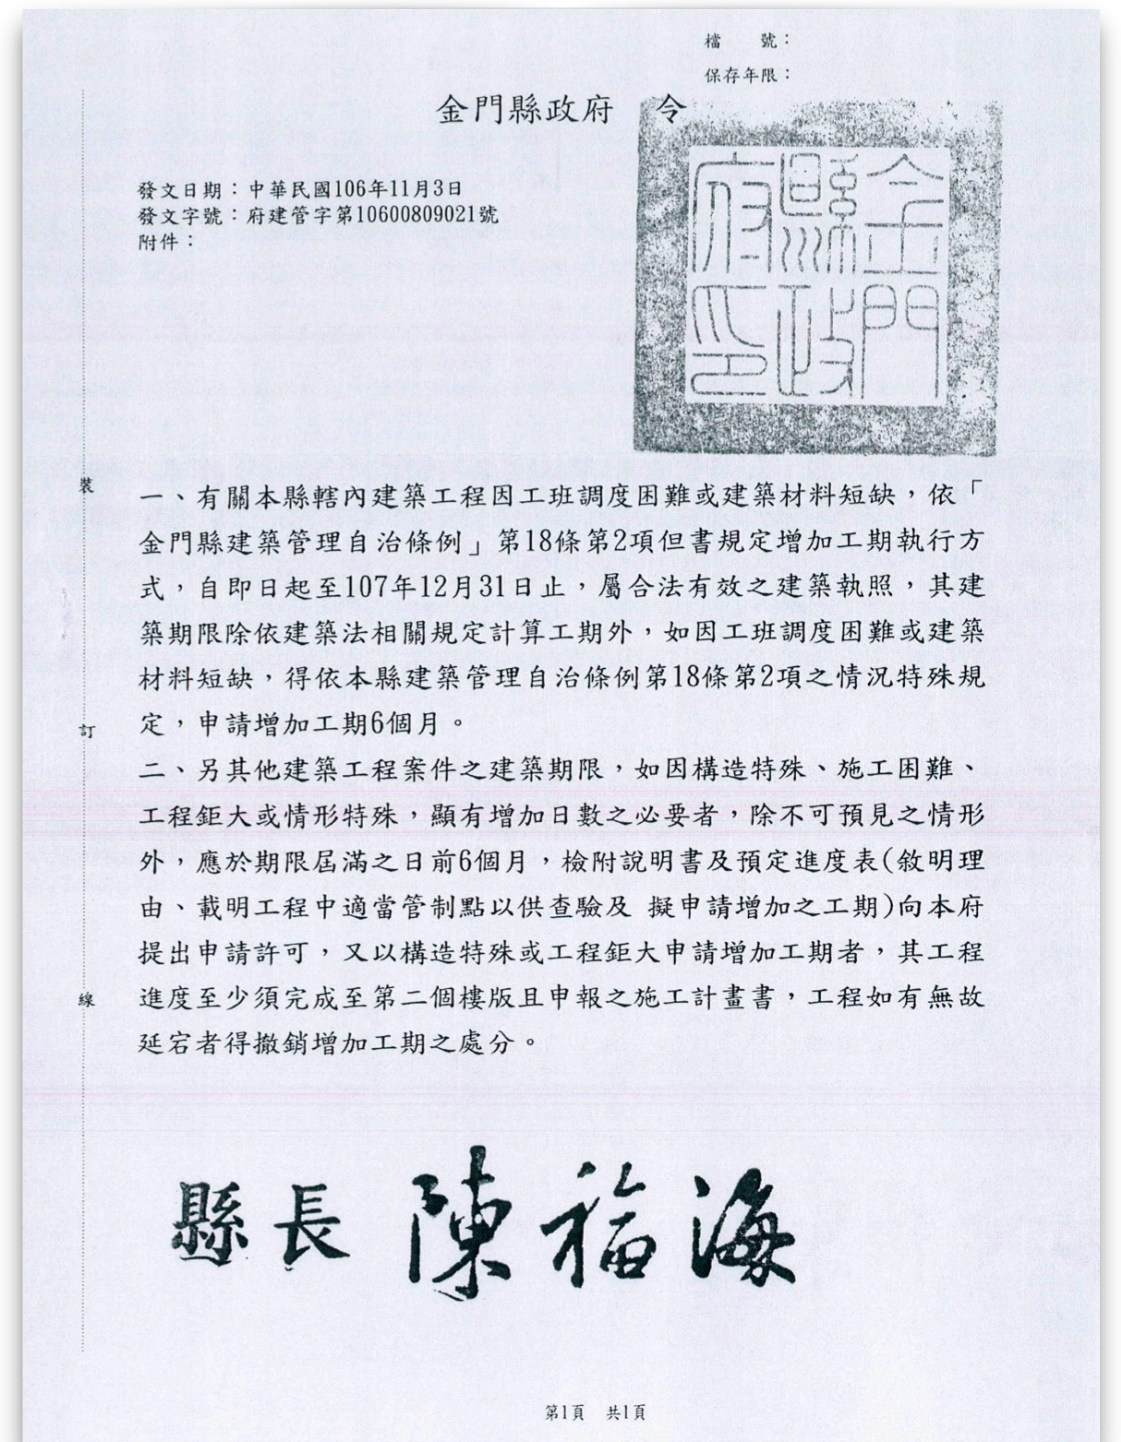 檔　　號：
保存年限：
金門縣政府　令
發文日期：中華民國106年11月3日
發文字號：府建管字第10600809021號
附件：
金門縣政府印
一、有關本縣轄內建築工程因工班調度困難或建築材料短缺，依「
金門縣建築管理自治條例」第18條第2項但書規定增加工期執行方
式，自即日起至107年12月31日止，屬合法有效之建築執照，其建
築期限除依建築法相關規定計算工期外，如因工班調度困難或建築
材料短缺，得依本縣建築管理自治條例第18條第2項之情況特殊規
定，申請增加工期6個月。
二、另其他建築工程案件之建築期限，如因構造特殊、施工困難、
工程鉅大或情形特殊，顯有增加日數之必要者，除不可預見之情形
外，應於期限屆滿之日前6個月，檢附說明書及預定進度表(敘明理
由、載明工程中適當管制點以供查驗及 擬申請增加之工期)向本府
提出申請許可，又以構造特殊或工程鉅大申請增加工期者，其工程
進度至少須完成至第二個樓版且申報之施工計畫書，工程如有無故
延宕者得撤銷增加工期之處分。
裝
訂
線
縣長 陳福海
第1頁　共1頁